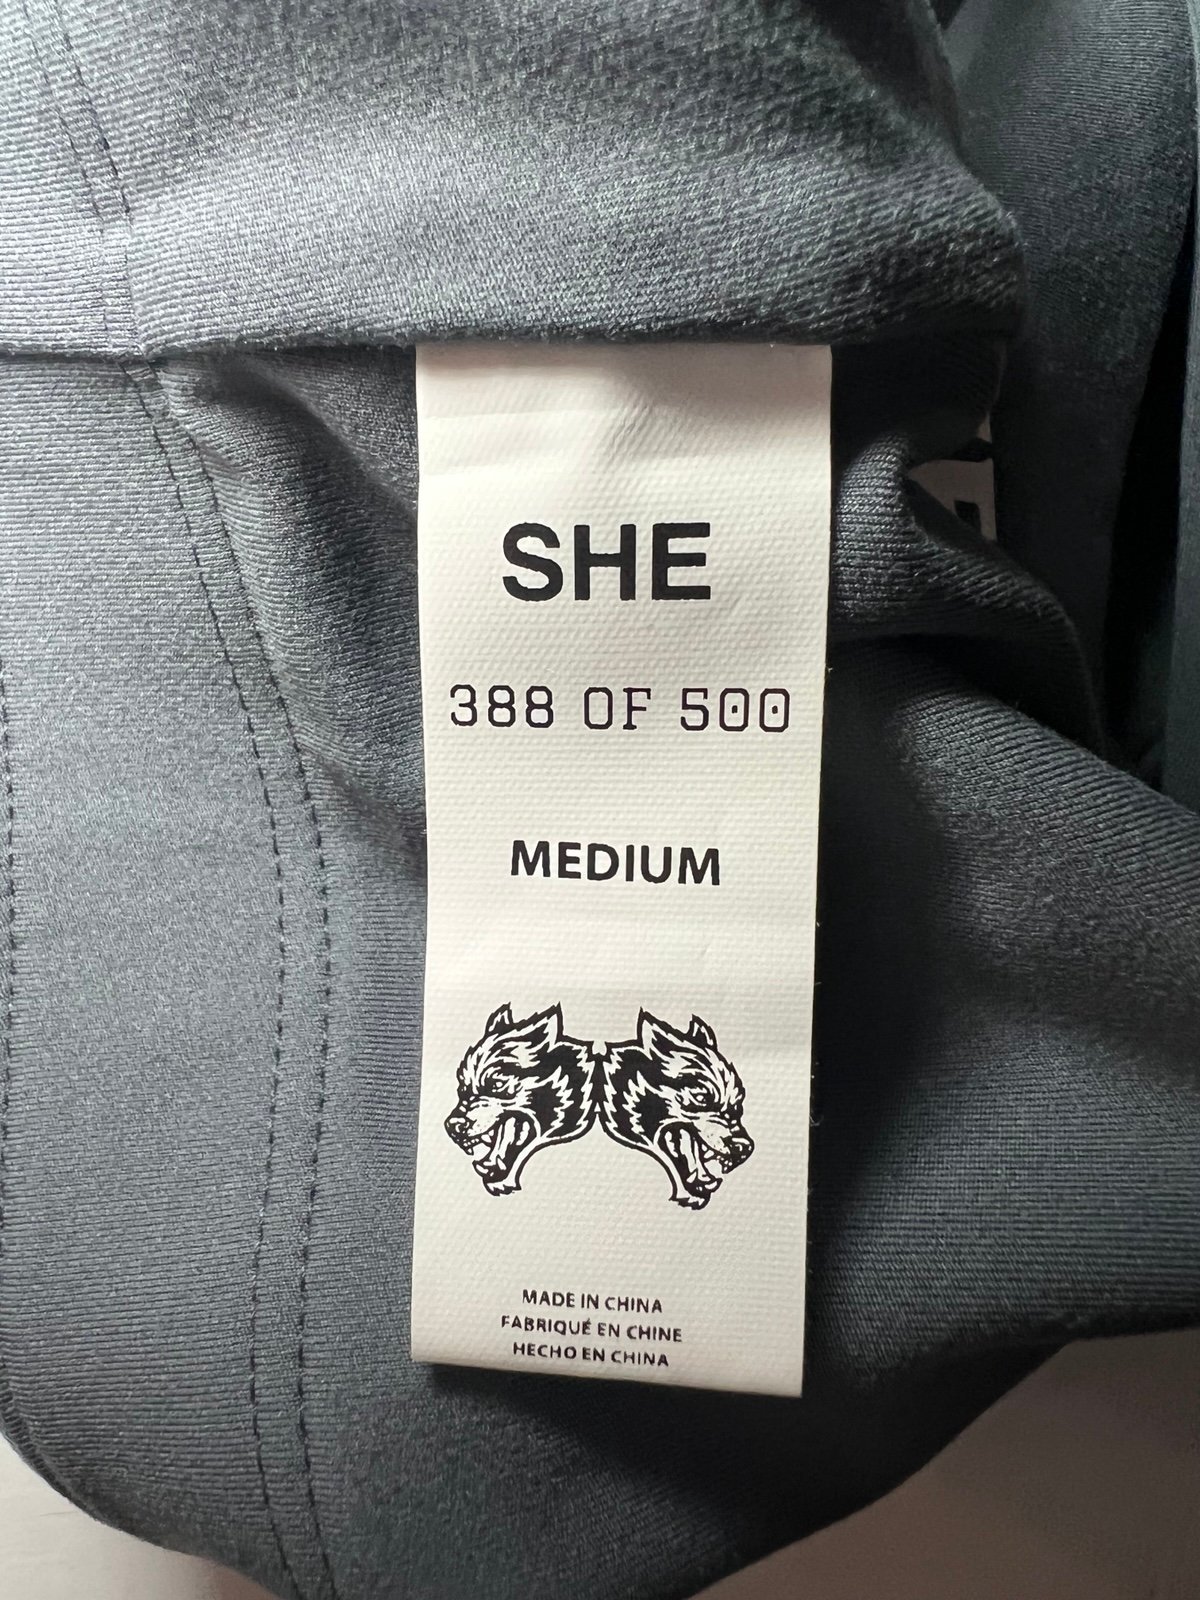 SHE
388 OF 500
MEDIUM
MADE IN CHINA
FABRIQUÉ EN CHINE
HECHO EN CHINA